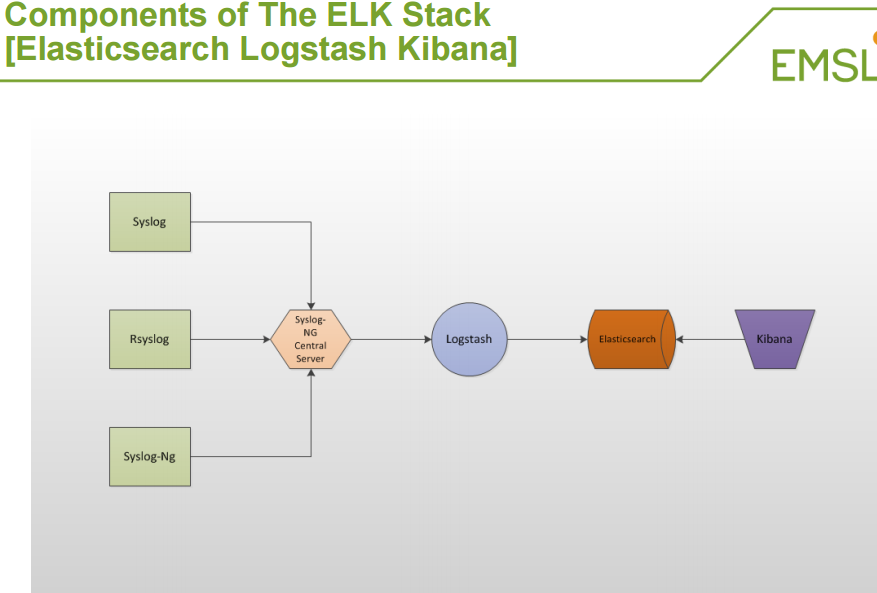 Components of The ELK Stack
[Elasticsearch Logstash Kibana]
EMSL
Syslog
Rsyslog
Syslog-
NG
Central
Server
Logstash
Elasticsearch
Kibana
Syslog-Ng